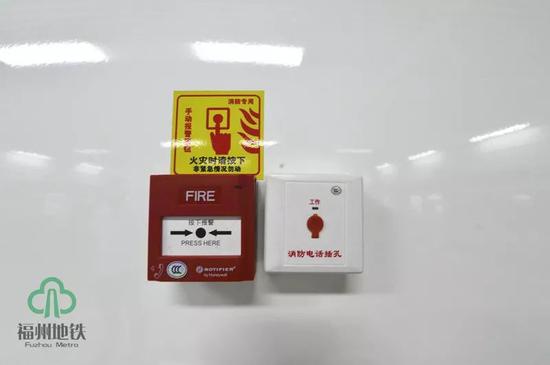 消防专用
手动报警按钮
火灾时请按下
非紧急情况勿动
FIRE
按下报警
PRESS HERE
NOTIFIER
by Honeywell
工作
消防电话插孔
福州地铁
Fuzhou Metro